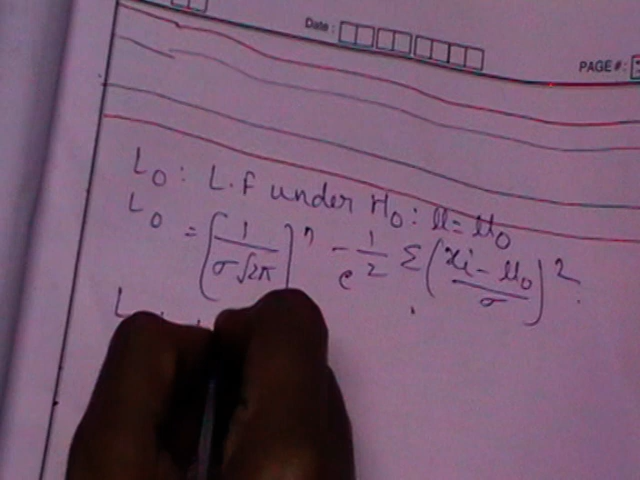 Date :
PAGE #:
L₀ : L.f under H₀ : μ = μ₀
L₀ = (1/(σ√2π))ⁿ e^(-1/2 Σ((xi - μ₀)/σ)²)
L